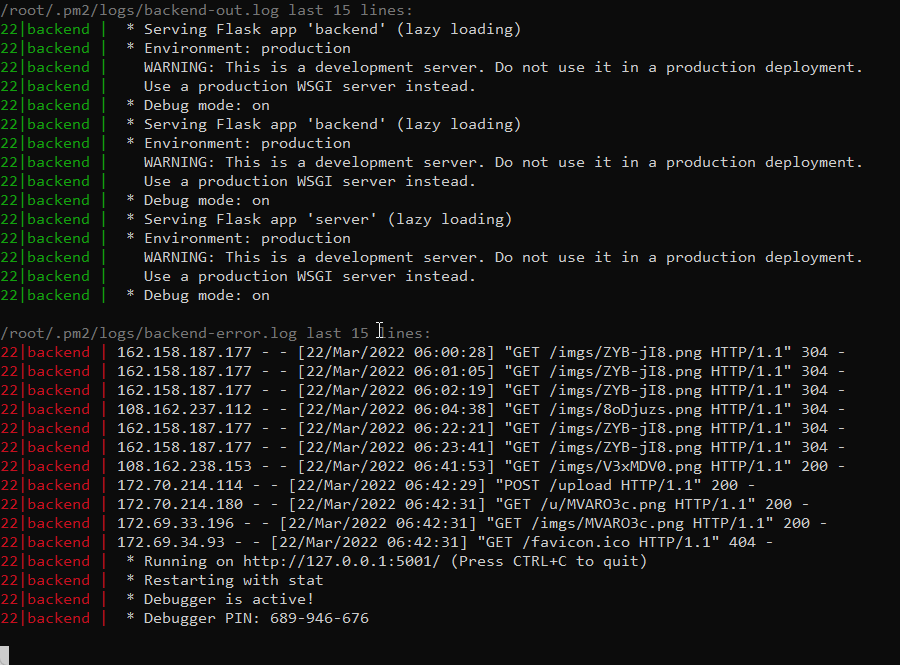 /root/.pm2/logs/backend-out.log last 15 lines:
22|backend |  * Serving Flask app 'backend' (lazy loading)
22|backend |  * Environment: production
22|backend |    WARNING: This is a development server. Do not use it in a production deployment.
22|backend |    Use a production WSGI server instead.
22|backend |  * Debug mode: on
22|backend |  * Serving Flask app 'backend' (lazy loading)
22|backend |  * Environment: production
22|backend |    WARNING: This is a development server. Do not use it in a production deployment.
22|backend |    Use a production WSGI server instead.
22|backend |  * Debug mode: on
22|backend |  * Serving Flask app 'server' (lazy loading)
22|backend |  * Environment: production
22|backend |    WARNING: This is a development server. Do not use it in a production deployment.
22|backend |    Use a production WSGI server instead.
22|backend |  * Debug mode: on
/root/.pm2/logs/backend-error.log last 15 lines:
22|backend | 162.158.187.177 - - [22/Mar/2022 06:00:28] "GET /imgs/ZYB-jI8.png HTTP/1.1" 304 -
22|backend | 162.158.187.177 - - [22/Mar/2022 06:01:05] "GET /imgs/ZYB-jI8.png HTTP/1.1" 304 -
22|backend | 162.158.187.177 - - [22/Mar/2022 06:02:19] "GET /imgs/ZYB-jI8.png HTTP/1.1" 304 -
22|backend | 108.162.237.112 - - [22/Mar/2022 06:04:38] "GET /imgs/8oDjuzs.png HTTP/1.1" 304 -
22|backend | 162.158.187.177 - - [22/Mar/2022 06:22:21] "GET /imgs/ZYB-jI8.png HTTP/1.1" 304 -
22|backend | 162.158.187.177 - - [22/Mar/2022 06:23:41] "GET /imgs/ZYB-jI8.png HTTP/1.1" 304 -
22|backend | 108.162.238.153 - - [22/Mar/2022 06:41:53] "GET /imgs/V3xMDV0.png HTTP/1.1" 200 -
22|backend | 172.70.214.114 - - [22/Mar/2022 06:42:29] "POST /upload HTTP/1.1" 200 -
22|backend | 172.70.214.180 - - [22/Mar/2022 06:42:31] "GET /u/MVARO3c.png HTTP/1.1" 200 -
22|backend | 172.69.33.196 - - [22/Mar/2022 06:42:31] "GET /imgs/MVARO3c.png HTTP/1.1" 200 -
22|backend | 172.69.34.93 - - [22/Mar/2022 06:42:31] "GET /favicon.ico HTTP/1.1" 404 -
22|backend |  * Running on http://127.0.0.1:5001/ (Press CTRL+C to quit)
22|backend |  * Restarting with stat
22|backend |  * Debugger is active!
22|backend |  * Debugger PIN: 689-946-676